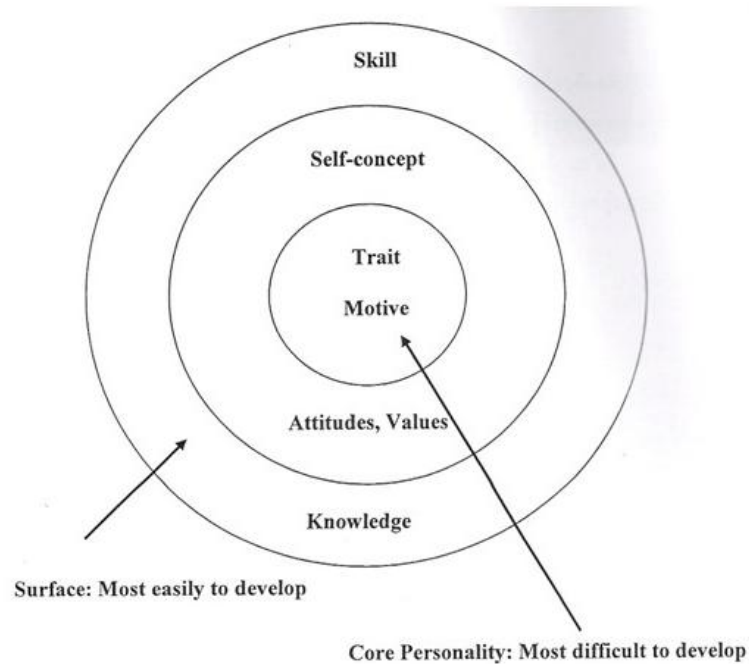 Skill
Self-concept
Trait
Motive
Attitudes, Values
Knowledge
Surface: Most easily to develop
Core Personality: Most difficult to develop